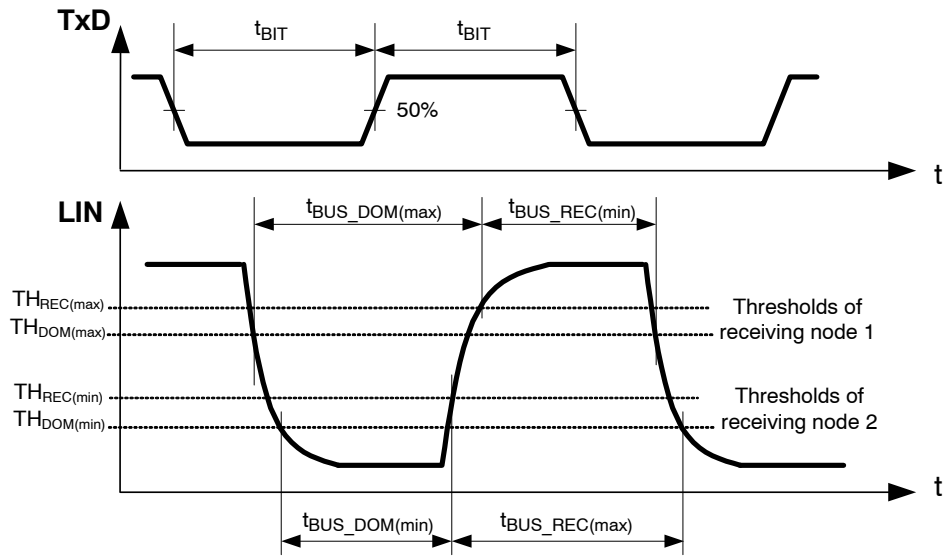 TxD
tBIT
tBIT
50%
t
LIN
tBUS_DOM(max)
tBUS_REC(min)
THREC(max)
THDOM(max)
Thresholds of
receiving node 1
THREC(min)
THDOM(min)
Thresholds of
receiving node 2
t
tBUS_DOM(min)
tBUS_REC(max)